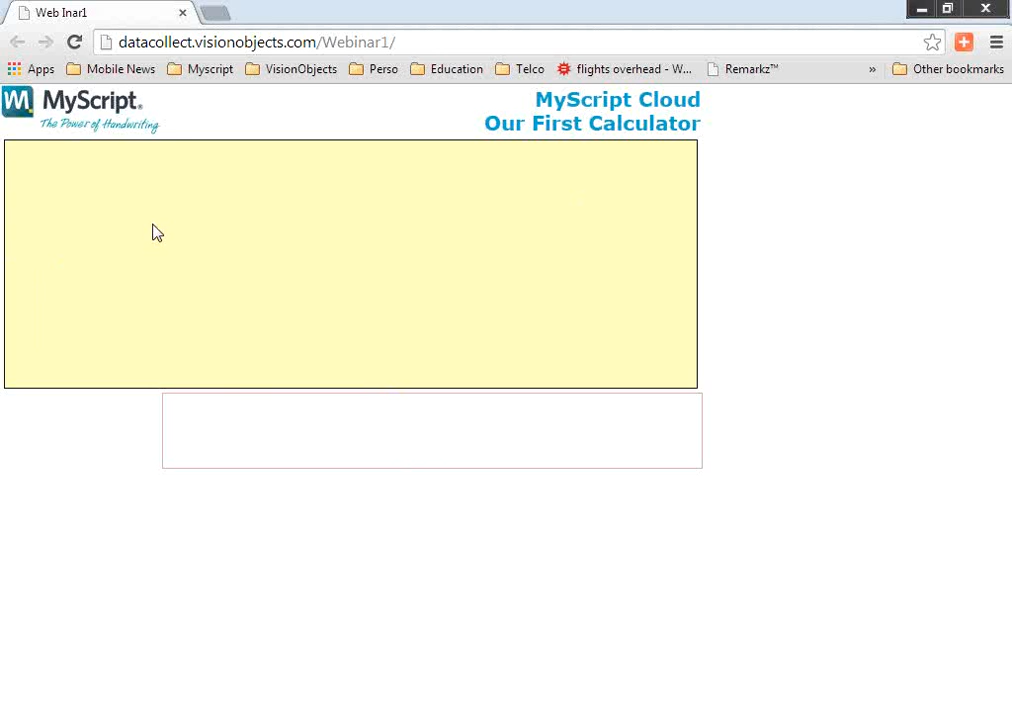 Web Inar1
datacollect.visionobjects.com/Webinar1/
Apps Mobile News Myscript VisionObjects Perso Education Telco flights overhead - W... Remarkz™ » Other bookmarks
MyScript.
The Power of Handwriting
MyScript Cloud
Our First Calculator